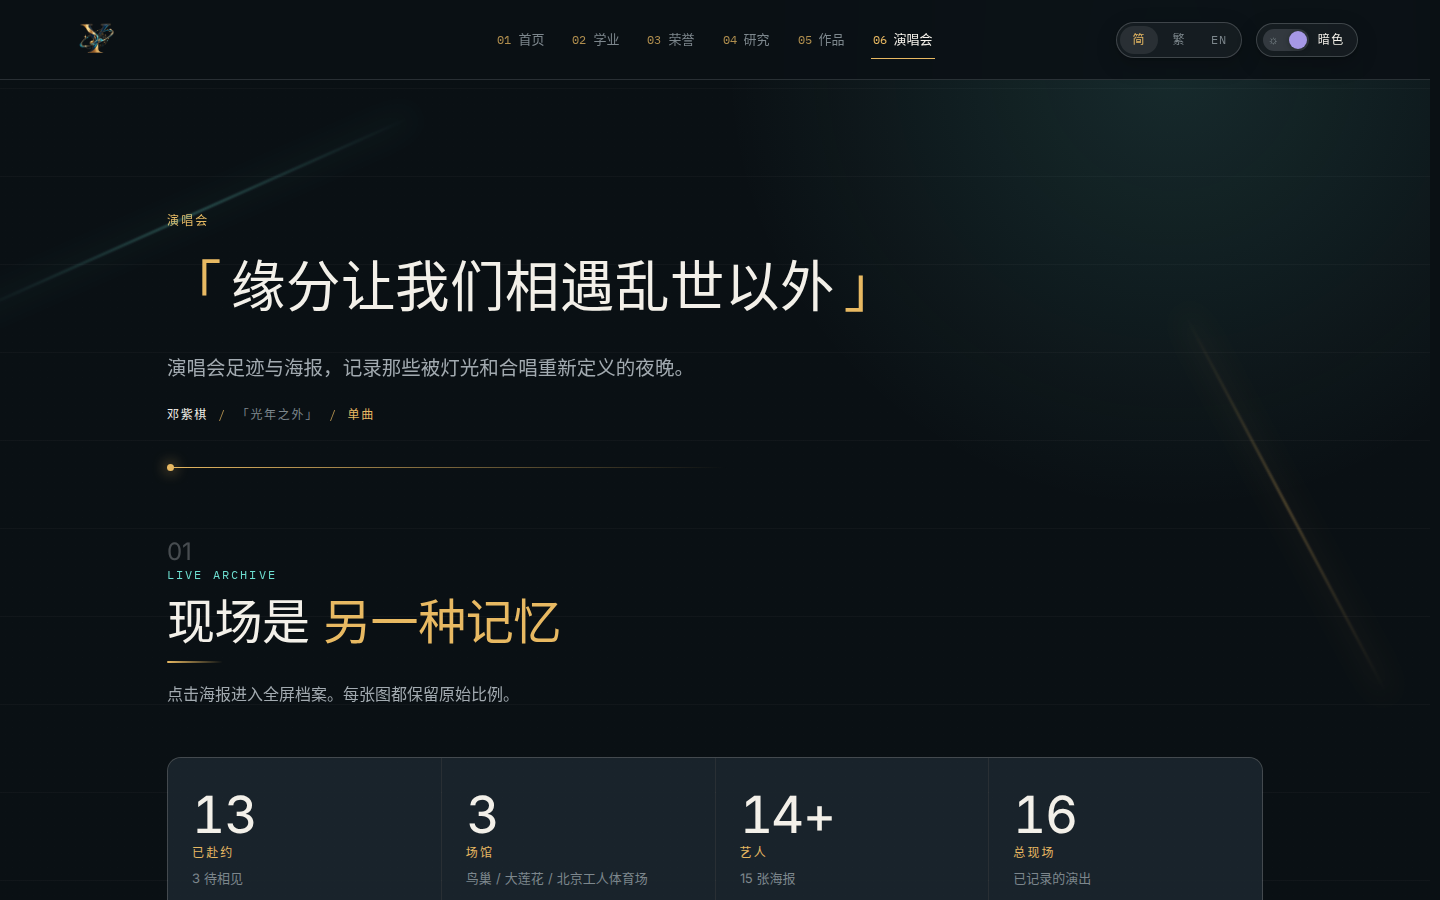 01 首页 02 学业 03 荣誉 04 研究 05 作品 06 演唱会 简 繁 EN 暗色
演唱会
「缘分让我们相遇乱世以外」
演唱会足迹与海报，记录那些被灯光和合唱重新定义的夜晚。
邓紫棋 / 「光年之外」 / 单曲
01
LIVE ARCHIVE
现场是 另一种记忆
点击海报进入全屏档案。每张图都保留原始比例。
13 3 14+ 16
已赴约 场馆 艺人 总现场
3 待相见 鸟巢 / 大莲花 / 北京工人体育场 15 张海报 已记录的演出